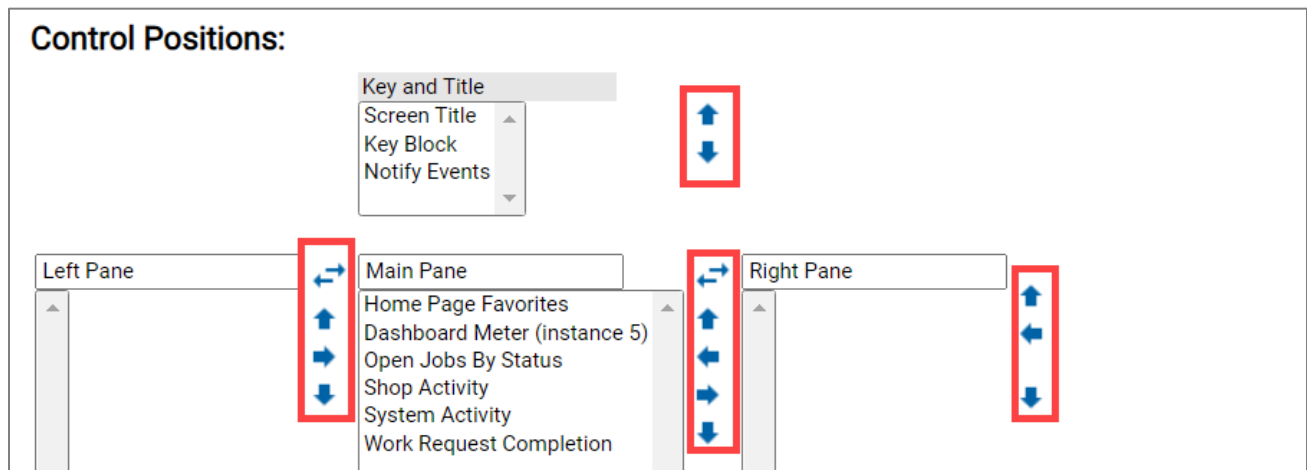 Control Positions:
Key and Title
Screen Title
Key Block
Notify Events
Left Pane
Main Pane
Right Pane
Home Page Favorites
Dashboard Meter (instance 5)
Open Jobs By Status
Shop Activity
System Activity
Work Request Completion